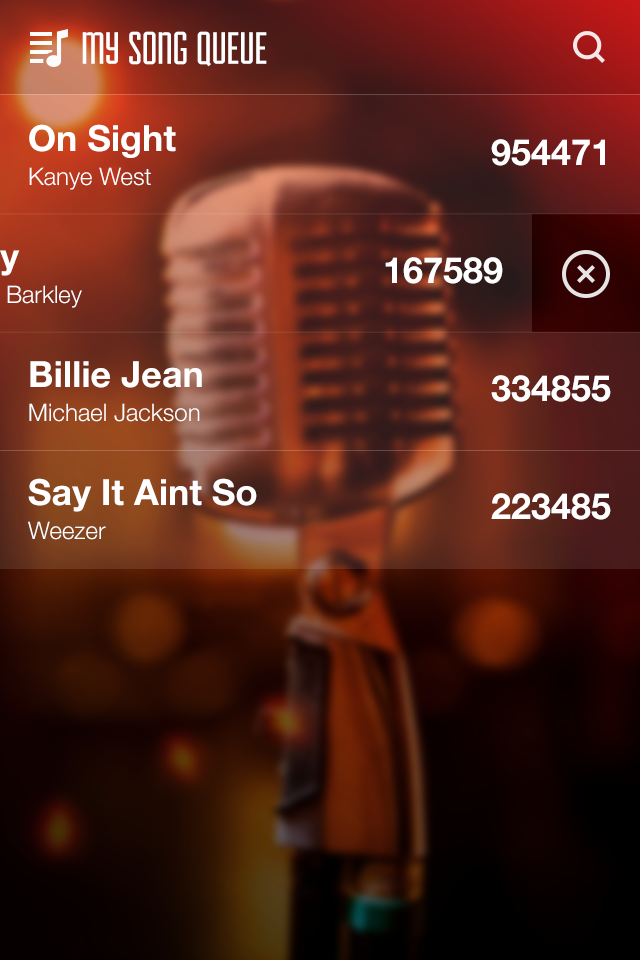 MY SONG QUEUE
On Sight
Kanye West
954471
y
Barkley
167589
Billie Jean
Michael Jackson
334855
Say It Aint So
Weezer
223485